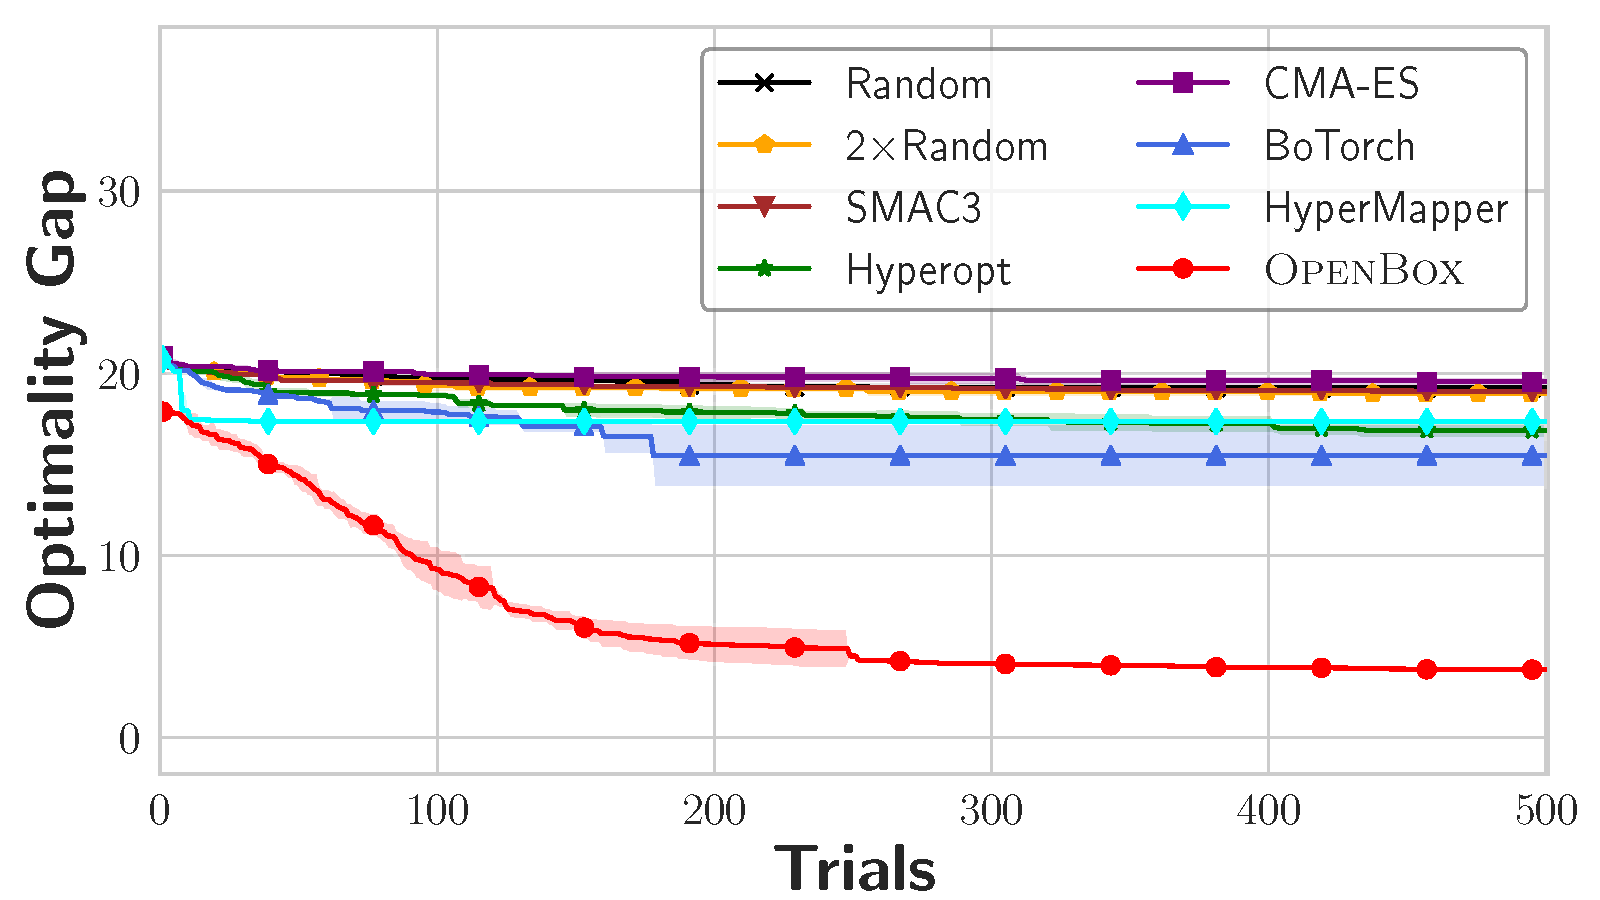 Optimality Gap
30
20
10
0
Random
2×Random
SMAC3
Hyperopt
CMA-ES
BoTorch
HyperMapper
OPENBOX
0 100 200 300 400 500
Trials